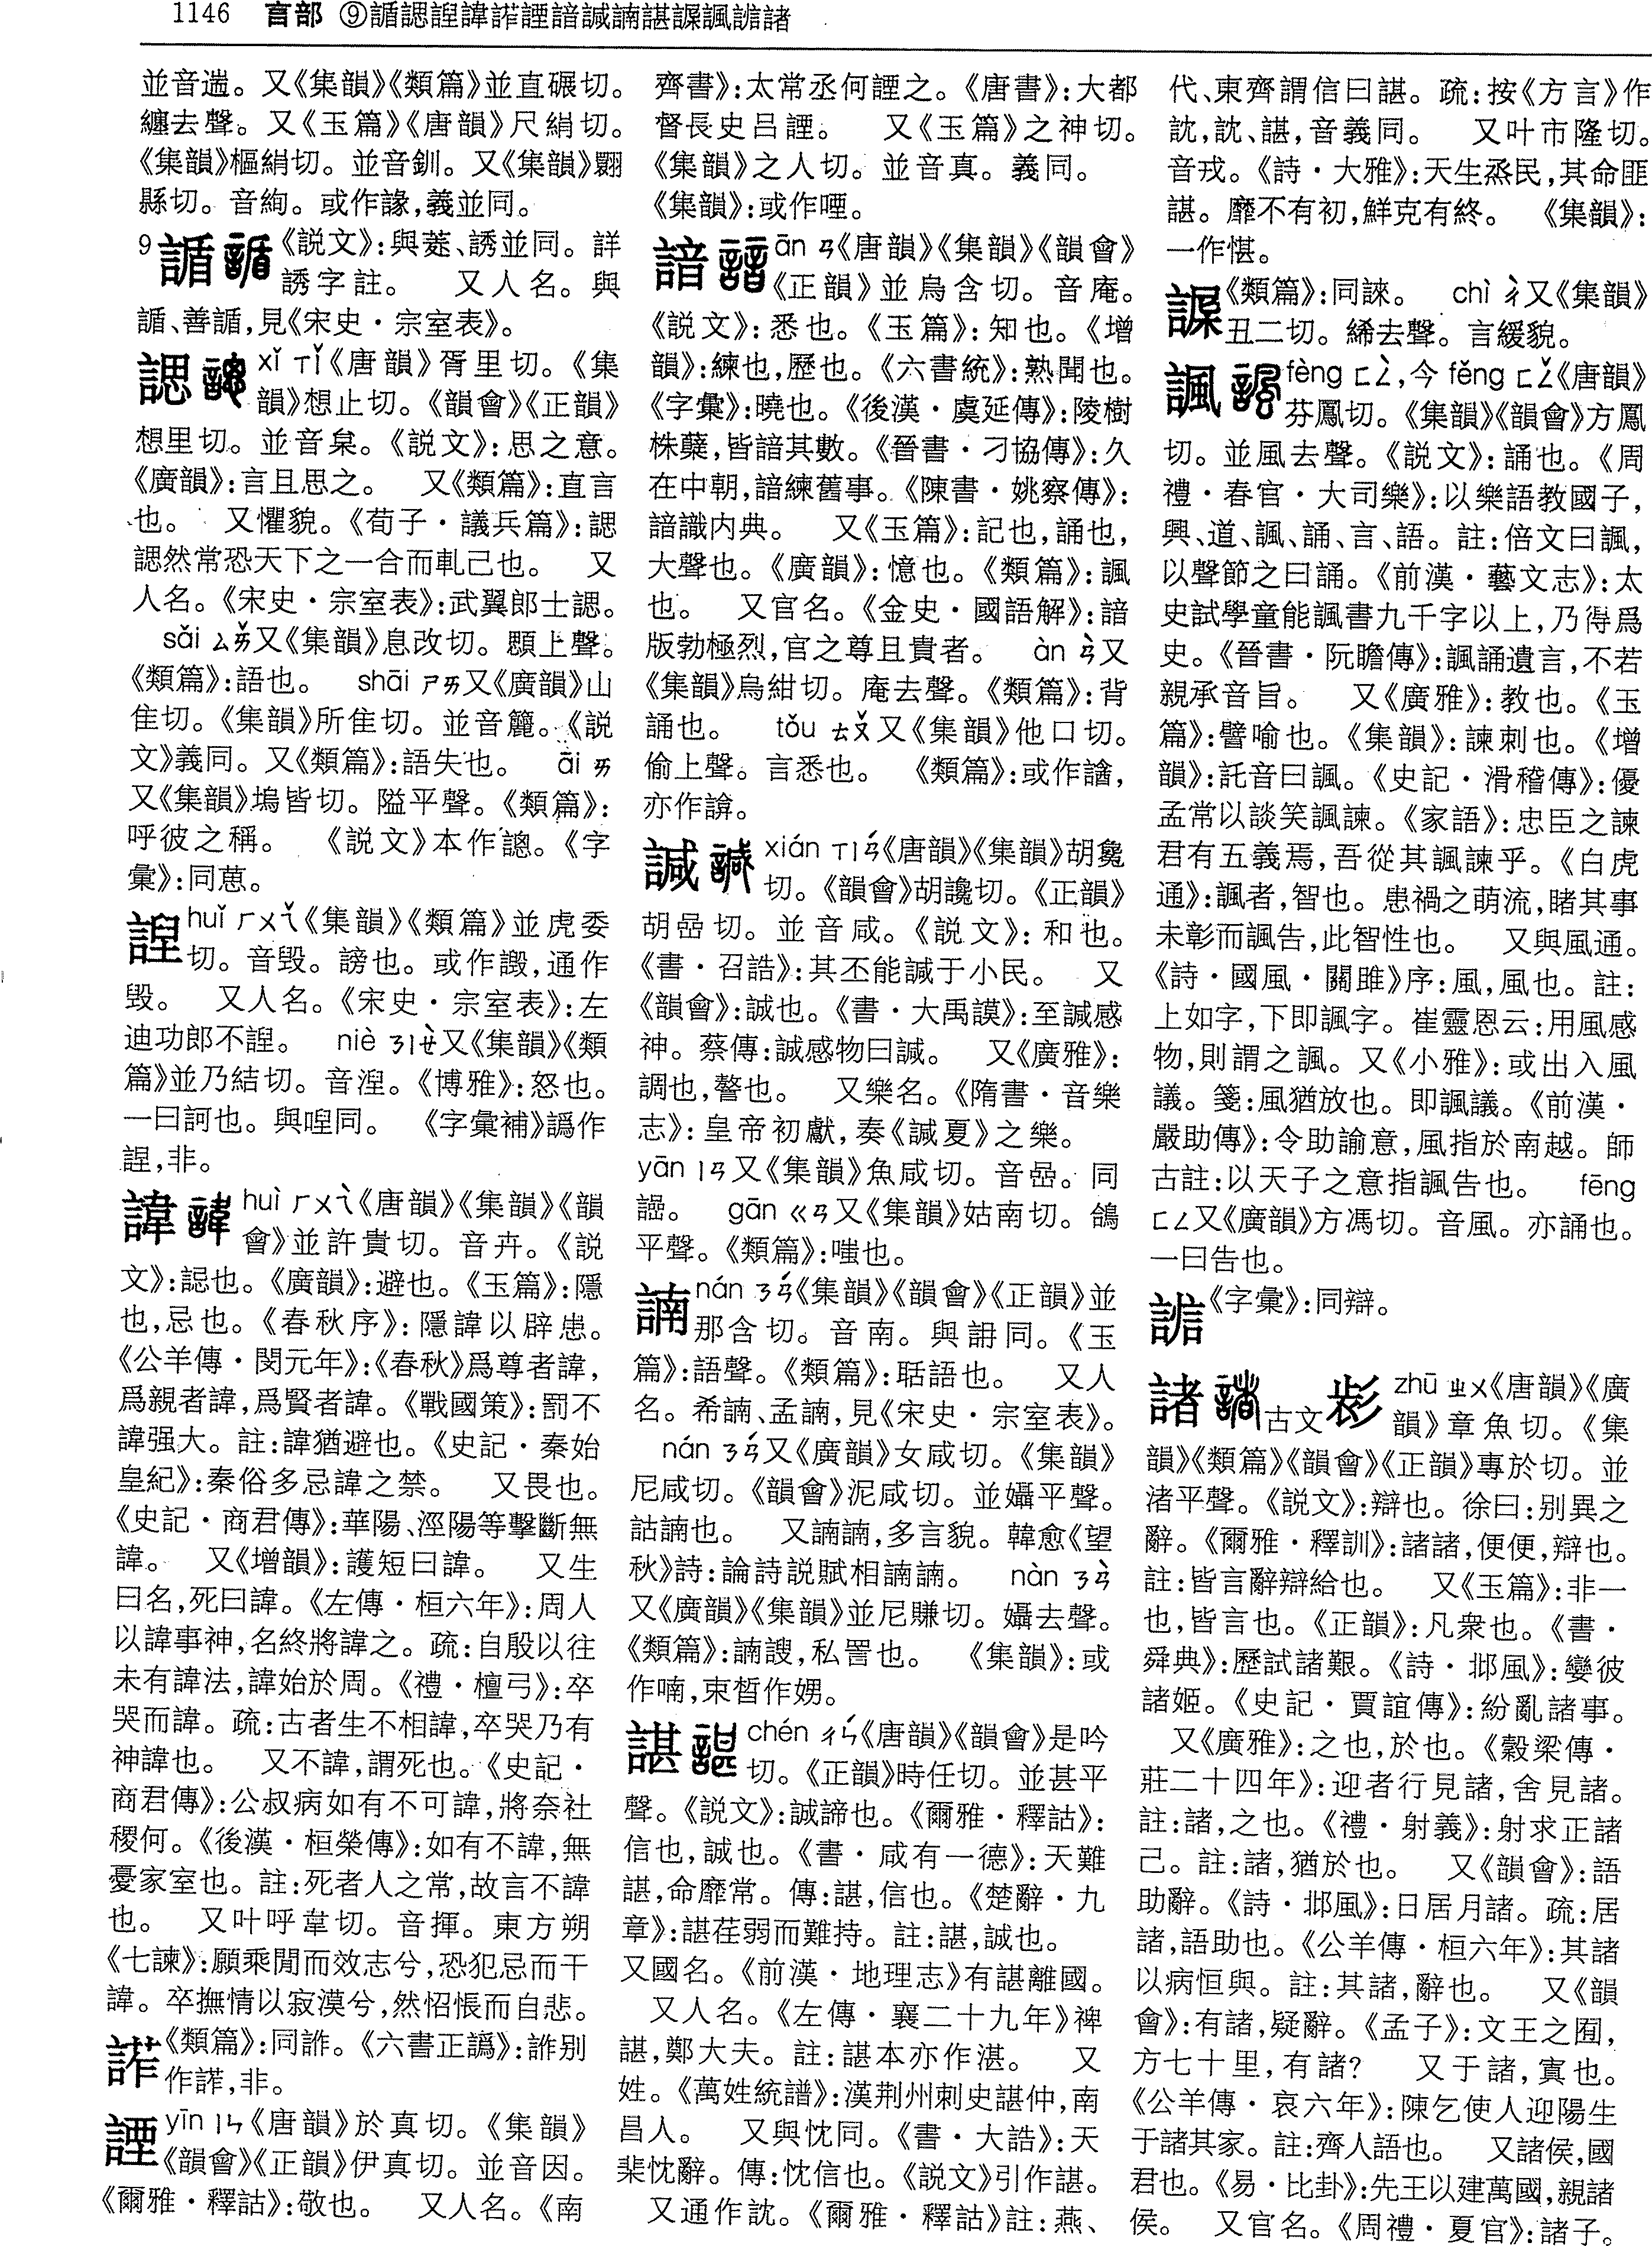 1146 言部 ⑨諙諰諻諱諎諲諳諴諵諶諔諷諩諸
並音遄。又《集韻》《類篇》並直碾切。
纏去聲。又《玉篇》《唐韻》尺絹切。
《集韻》樞絹切。並音釧。又《集韻》翾
縣切。音絢。或作諑,義並同。
9 《説文》:與羑、誘並同。詳
誘字註。 又人名。與
、善,見《宋史·宗室表》。
諰 xǐ ㄒㄧˇ《唐韻》胥里切。《集
韻》想止切。《韻會》《正韻》
想里切。並音枲。《説文》:思之意。
《廣韻》:言且思之。 又《類篇》:直言
也。 又懼貌。《荀子·議兵篇》:諰
諰然常恐天下之一合而軋己也。 又
人名。《宋史·宗室表》:武翼郎士諰。
sǎi ㄙㄞˇ又《集韻》息改切。顋上聲。
《類篇》:語也。 shāi ㄕㄞ又《廣韻》山
隹切。《集韻》所隹切。並音簁。《説
文》義同。又《類篇》:語失也。 āi ㄞ
又《集韻》塢皆切。隘平聲。《類篇》:
呼彼之稱。 《説文》本作。《字
彙》:同葸。
huǐ ㄏㄨㄟˇ《集韻》《類篇》並虎委
切。音毀。謗也。或作譭,通作
毀。 又人名。《宋史·宗室表》:左
迪功郎不。 niè ㄋㄧㄝˋ又《集韻》《類
篇》並乃結切。音涅。《博雅》:怒也。
一曰訶也。與同。 《字彙補》譌作
,非。
諱 huì ㄏㄨㄟˋ《唐韻》《集韻》《韻
會》並許貴切。音卉。《説
文》:誋也。《廣韻》:避也。《玉篇》:隱
也,忌也。《春秋序》:隱諱以辟患。
《公羊傳·閔元年》:《春秋》爲尊者諱,
爲親者諱,爲賢者諱。《戰國策》:罰不
諱强大。註:諱猶避也。《史記·秦始
皇紀》:秦俗多忌諱之禁。 又畏也。
《史記·商君傳》:華陽、涇陽等擊斷無
諱。 又《增韻》:護短曰諱。 又生
曰名,死曰諱。《左傳·桓六年》:周人
以諱事神,名終將諱之。疏:自殷以往
未有諱法,諱始於周。《禮·檀弓》:卒
哭而諱。疏:古者生不相諱,卒哭乃有
神諱也。 又不諱,謂死也。《史記·
商君傳》:公叔病如有不可諱,將奈社
稷何。《後漢·桓榮傳》:如有不諱,無
憂家室也。註:死者人之常,故言不諱
也。 又叶呼韋切。音揮。東方朔
《七諫》:願乘閒而效志兮,恐犯忌而干
諱。卒撫情以寂漠兮,然怊悵而自悲。
《類篇》:同詐。《六書正譌》:詐别
作,非。
諲 yīn ㄧㄣ《唐韻》於真切。《集韻》
《韻會》《正韻》伊真切。並音因。
《爾雅·釋詁》:敬也。 又人名。《南
齊書》:太常丞何諲之。《唐書》:大都
督長史吕諲。 又《玉篇》之神切。
《集韻》之人切。並音真。義同。
《集韻》:或作㖶。
諳 ān ㄢ《唐韻》《集韻》《韻會》
《正韻》並烏含切。音庵。
《説文》:悉也。《玉篇》:知也。《增
韻》:練也,歷也。《六書統》:熟聞也。
《字彙》:曉也。《後漢·虞延傳》:陵樹
株蘖,皆諳其數。《晉書·刁協傳》:久
在中朝,諳練舊事。《陳書·姚察傳》:
諳識内典。 又《玉篇》:記也,誦也,
大聲也。《廣韻》:憶也。《類篇》:諷
也。 又官名。《金史·國語解》:諳
版勃極烈,官之尊且貴者。 àn ㄢˋ又
《集韻》烏紺切。庵去聲。《類篇》:背
誦也。 tǒu ㄊㄡˇ又《集韻》他口切。
偷上聲。言悉也。 《類篇》:或作譮,
亦作䛳。
諴 xián ㄒㄧㄢˊ《唐韻》《集韻》胡毚
切。《韻會》胡讒切。《正韻》
胡嵒切。並音咸。《説文》:和也。
《書·召誥》:其丕能諴于小民。 又
《韻會》:誠也。《書·大禹謨》:至諴感
神。蔡傳:誠感物曰諴。 又《廣雅》:
調也,謷也。 又樂名。《隋書·音樂
志》:皇帝初獻,奏《諴夏》之樂。
yān ㄧㄢ又《集韻》魚咸切。音嵒。同
䜗。 gān ㄍㄢ又《集韻》姑南切。鴿
平聲。《類篇》:嗤也。
諵 nán ㄋㄢˊ《集韻》《韻會》《正韻》並
那含切。音南。與詽同。《玉
篇》:語聲。《類篇》:聒語也。 又人
名。希諵、孟諵,見《宋史·宗室表》。
nán ㄋㄢˊ又《廣韻》女咸切。《集韻》
尼咸切。《韻會》泥咸切。並囁平聲。
詀諵也。 又諵諵,多言貌。韓愈《望
秋》詩:論詩説賦相諵諵。 nàn ㄋㄢˋ
又《廣韻》《集韻》並尼賺切。囁去聲。
《類篇》:諵謏,私詈也。 《集韻》:或
作喃,束晳作娚。
諶 chén ㄔㄣˊ《唐韻》《韻會》是吟
切。《正韻》時任切。並甚平
聲。《説文》:誠諦也。《爾雅·釋詁》:
信也,誠也。《書·咸有一德》:天難
諶,命靡常。傳:諶,信也。《楚辭·九
章》:諶荏弱而難持。註:諶,誠也。
又國名。《前漢·地理志》有諶離國。
又人名。《左傳·襄二十九年》裨
諶,鄭大夫。註:諶本亦作湛。 又
姓。《萬姓統譜》:漢荆州刺史諶仲,南
昌人。 又與忱同。《書·大誥》:天
棐忱辭。傳:忱信也。《説文》引作諶。
又通作訦。《爾雅·釋詁》註:燕、
代、東齊謂信曰諶。疏:按《方言》作
訦,訦、諶,音義同。 又叶市隆切。
音戎。《詩·大雅》:天生烝民,其命匪
諶。靡不有初,鮮克有終。 《集韻》:
一作愖。
《類篇》:同誺。 chì ㄔˋ又《集韻》
丑二切。絺去聲。言緩貌。
諷 fèng ㄈㄥˋ,今 fěng ㄈㄥˇ《唐韻》
芬鳳切。《集韻》《韻會》方鳳
切。並風去聲。《説文》:誦也。《周
禮·春官·大司樂》:以樂語教國子,
興、道、諷、誦、言、語。註:倍文曰諷,
以聲節之曰誦。《前漢·藝文志》:太
史試學童能諷書九千字以上,乃得爲
史。《晉書·阮瞻傳》:諷誦遺言,不若
親承音旨。 又《廣雅》:教也。《玉
篇》:譬喻也。《集韻》:諫刺也。《增
韻》:託音曰諷。《史記·滑稽傳》:優
孟常以談笑諷諫。《家語》:忠臣之諫
君有五義焉,吾從其諷諫乎。《白虎
通》:諷者,智也。患禍之萌流,睹其事
未彰而諷告,此智性也。 又與風通。
《詩·國風·關雎》序:風,風也。註:
上如字,下即諷字。崔靈恩云:用風感
物,則謂之諷。又《小雅》:或出入風
議。箋:風猶放也。即諷議。《前漢·
嚴助傳》:令助諭意,風指於南越。師
古註:以天子之意指諷告也。 fēng
ㄈㄥ又《廣韻》方馮切。音風。亦誦也。
一曰告也。
《字彙》:同辯。
諸 古文 zhū ㄓㄨ《唐韻》《廣
韻》章魚切。《集
韻》《類篇》《韻會》《正韻》專於切。並
渚平聲。《説文》:辯也。徐曰:别異之
辭。《爾雅·釋訓》:諸諸,便便,辯也。
註:皆言辭辯給也。 又《玉篇》:非一
也,皆言也。《正韻》:凡衆也。《書·
舜典》:歷試諸艱。《詩·邶風》:孌彼
諸姬。《史記·賈誼傳》:紛亂諸事。
又《廣雅》:之也,於也。《穀梁傳·
莊二十四年》:迎者行見諸,舍見諸。
註:諸,之也。《禮·射義》:射求正諸
己。註:諸,猶於也。 又《韻會》:語
助辭。《詩·邶風》:日居月諸。疏:居
諸,語助也。《公羊傳·桓六年》:其諸
以病恒與。註:其諸,辭也。 又《韻
會》:有諸,疑辭。《孟子》:文王之囿,
方七十里,有諸? 又于諸,寘也。
《公羊傳·哀六年》:陳乞使人迎陽生
于諸其家。註:齊人語也。 又諸侯,國
君也。《易·比卦》:先王以建萬國,親諸
侯。 又官名。《周禮·夏官》:諸子。